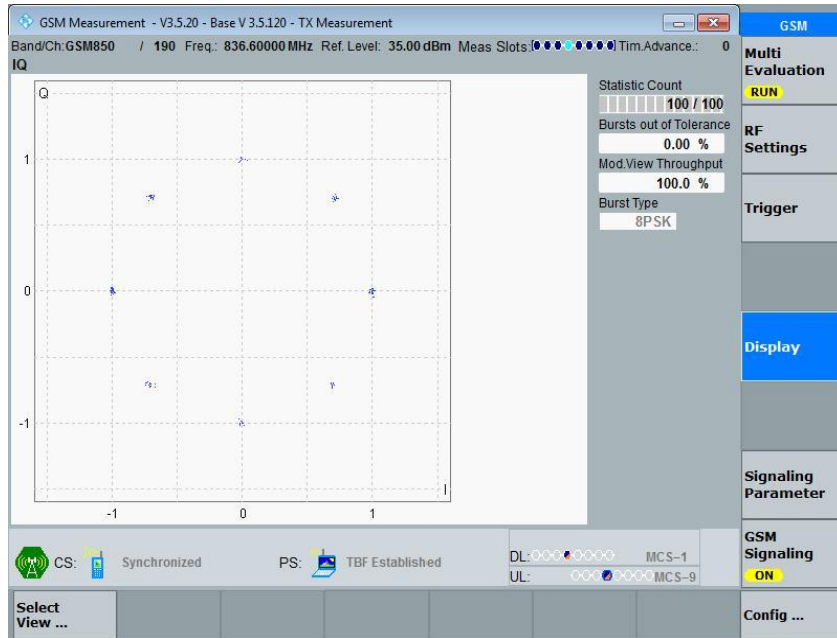 GSM Measurement - V3.5.20 - Base V 3.5.120 - TX Measurement
GSM
Band/Ch: GSM850 / 190 Freq.: 836.60000 MHz Ref. Level: 35.00 dBm Meas Slots: Tim.Advance.: 0
IQ
Multi
Evaluation
RUN
Q
1
0
-1
-1 0 1
I
Statistic Count
100 / 100
Bursts out of Tolerance
0.00 %
Mod.View Throughput
100.0 %
Burst Type
8PSK
RF
Settings
Trigger
Display
Signaling
Parameter
GSM
Signaling
ON
CS: Synchronized PS: TBF Established DL: MCS-1
UL: MCS-9
Select
View ...
Config ...